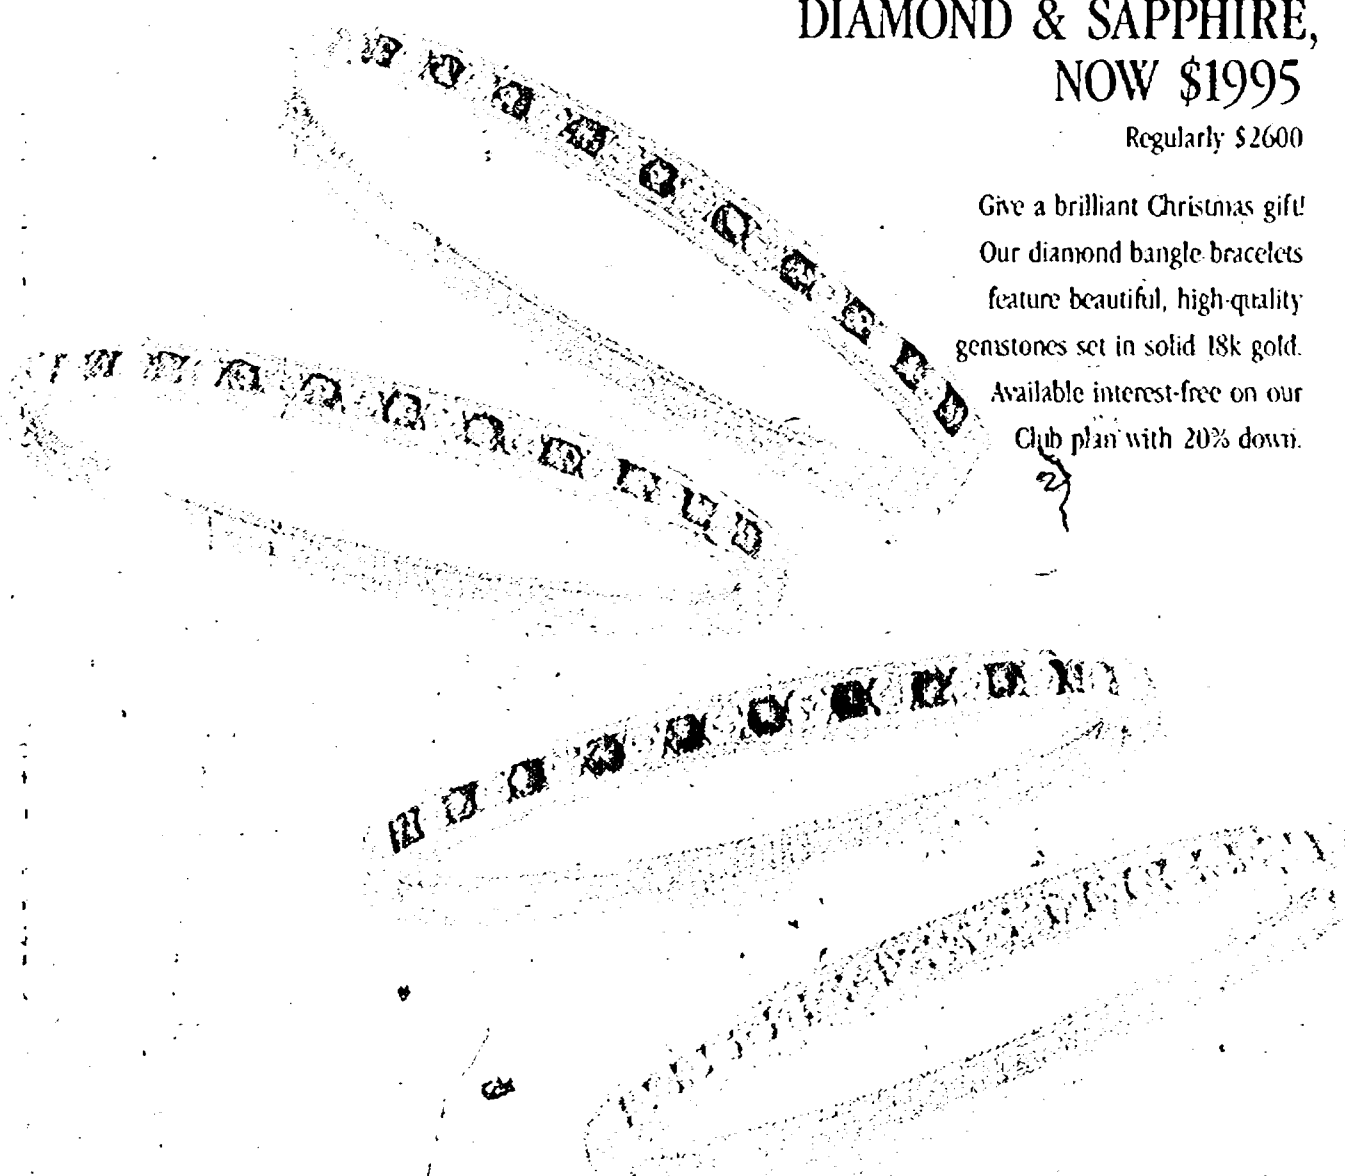 DIAMOND & SAPPHIRE,
NOW $1995
Regularly $2600
Give a brilliant Christmas gift!
Our diamond bangle bracelets
feature beautiful, high-quality
gemstones set in solid 18k gold.
Available interest-free on our
Club plan with 20% down.